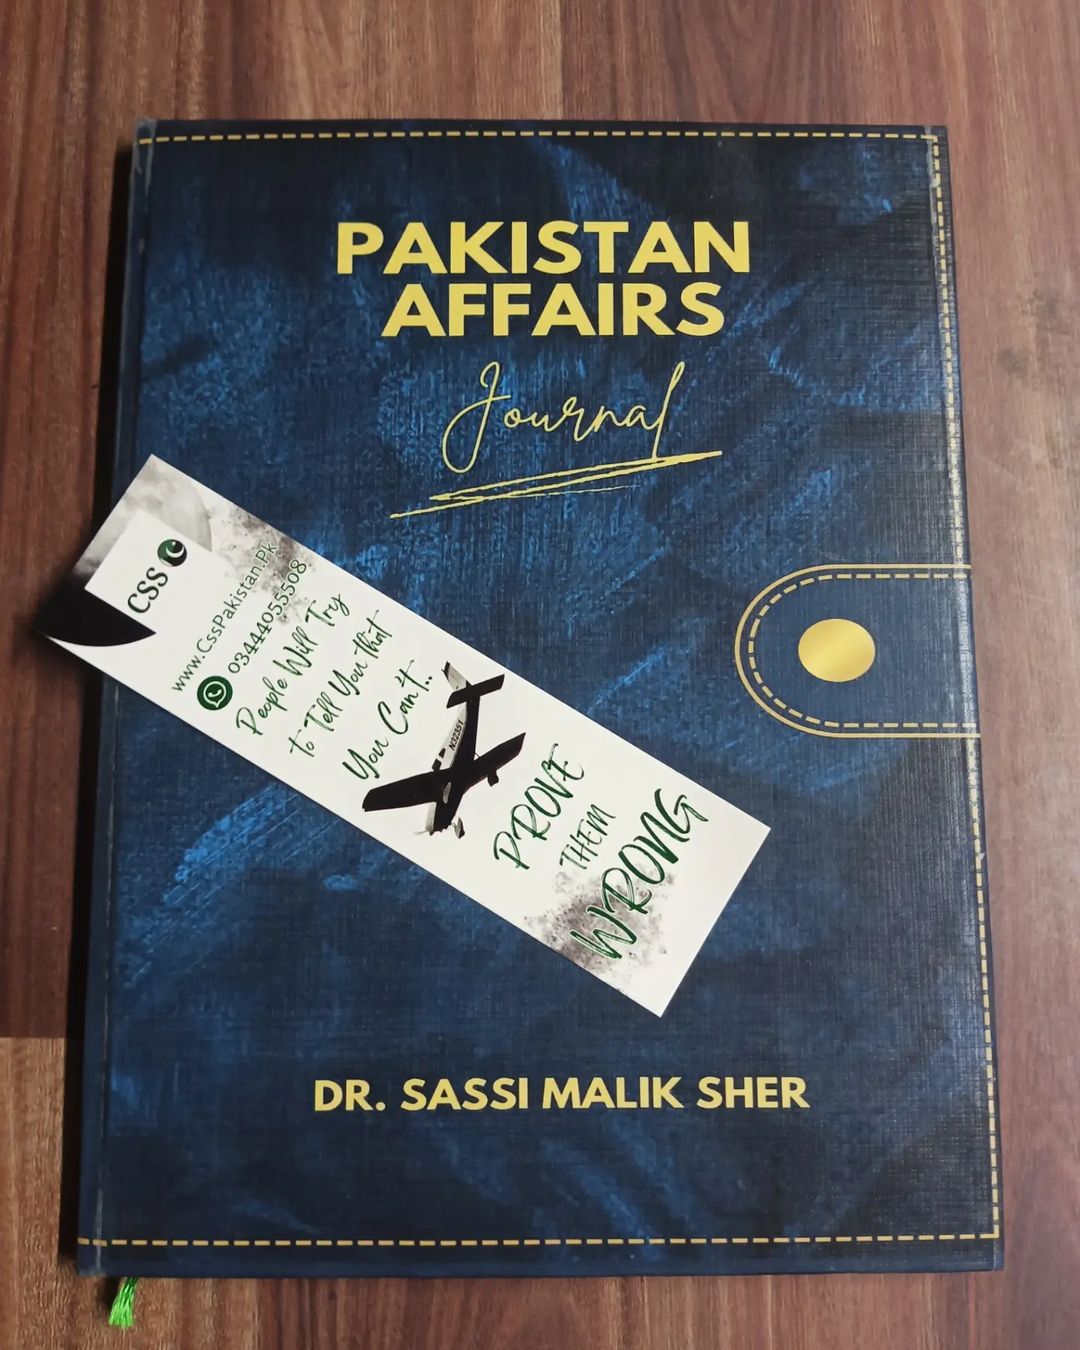 PAKISTAN
AFFAIRS
Journal
CSS
www.CssPakistan.Pk
03444055508
People Will Try
to Tell You that
You Can't..
N123SY
PROVE
THEM
WRONG
DR. SASSI MALIK SHER